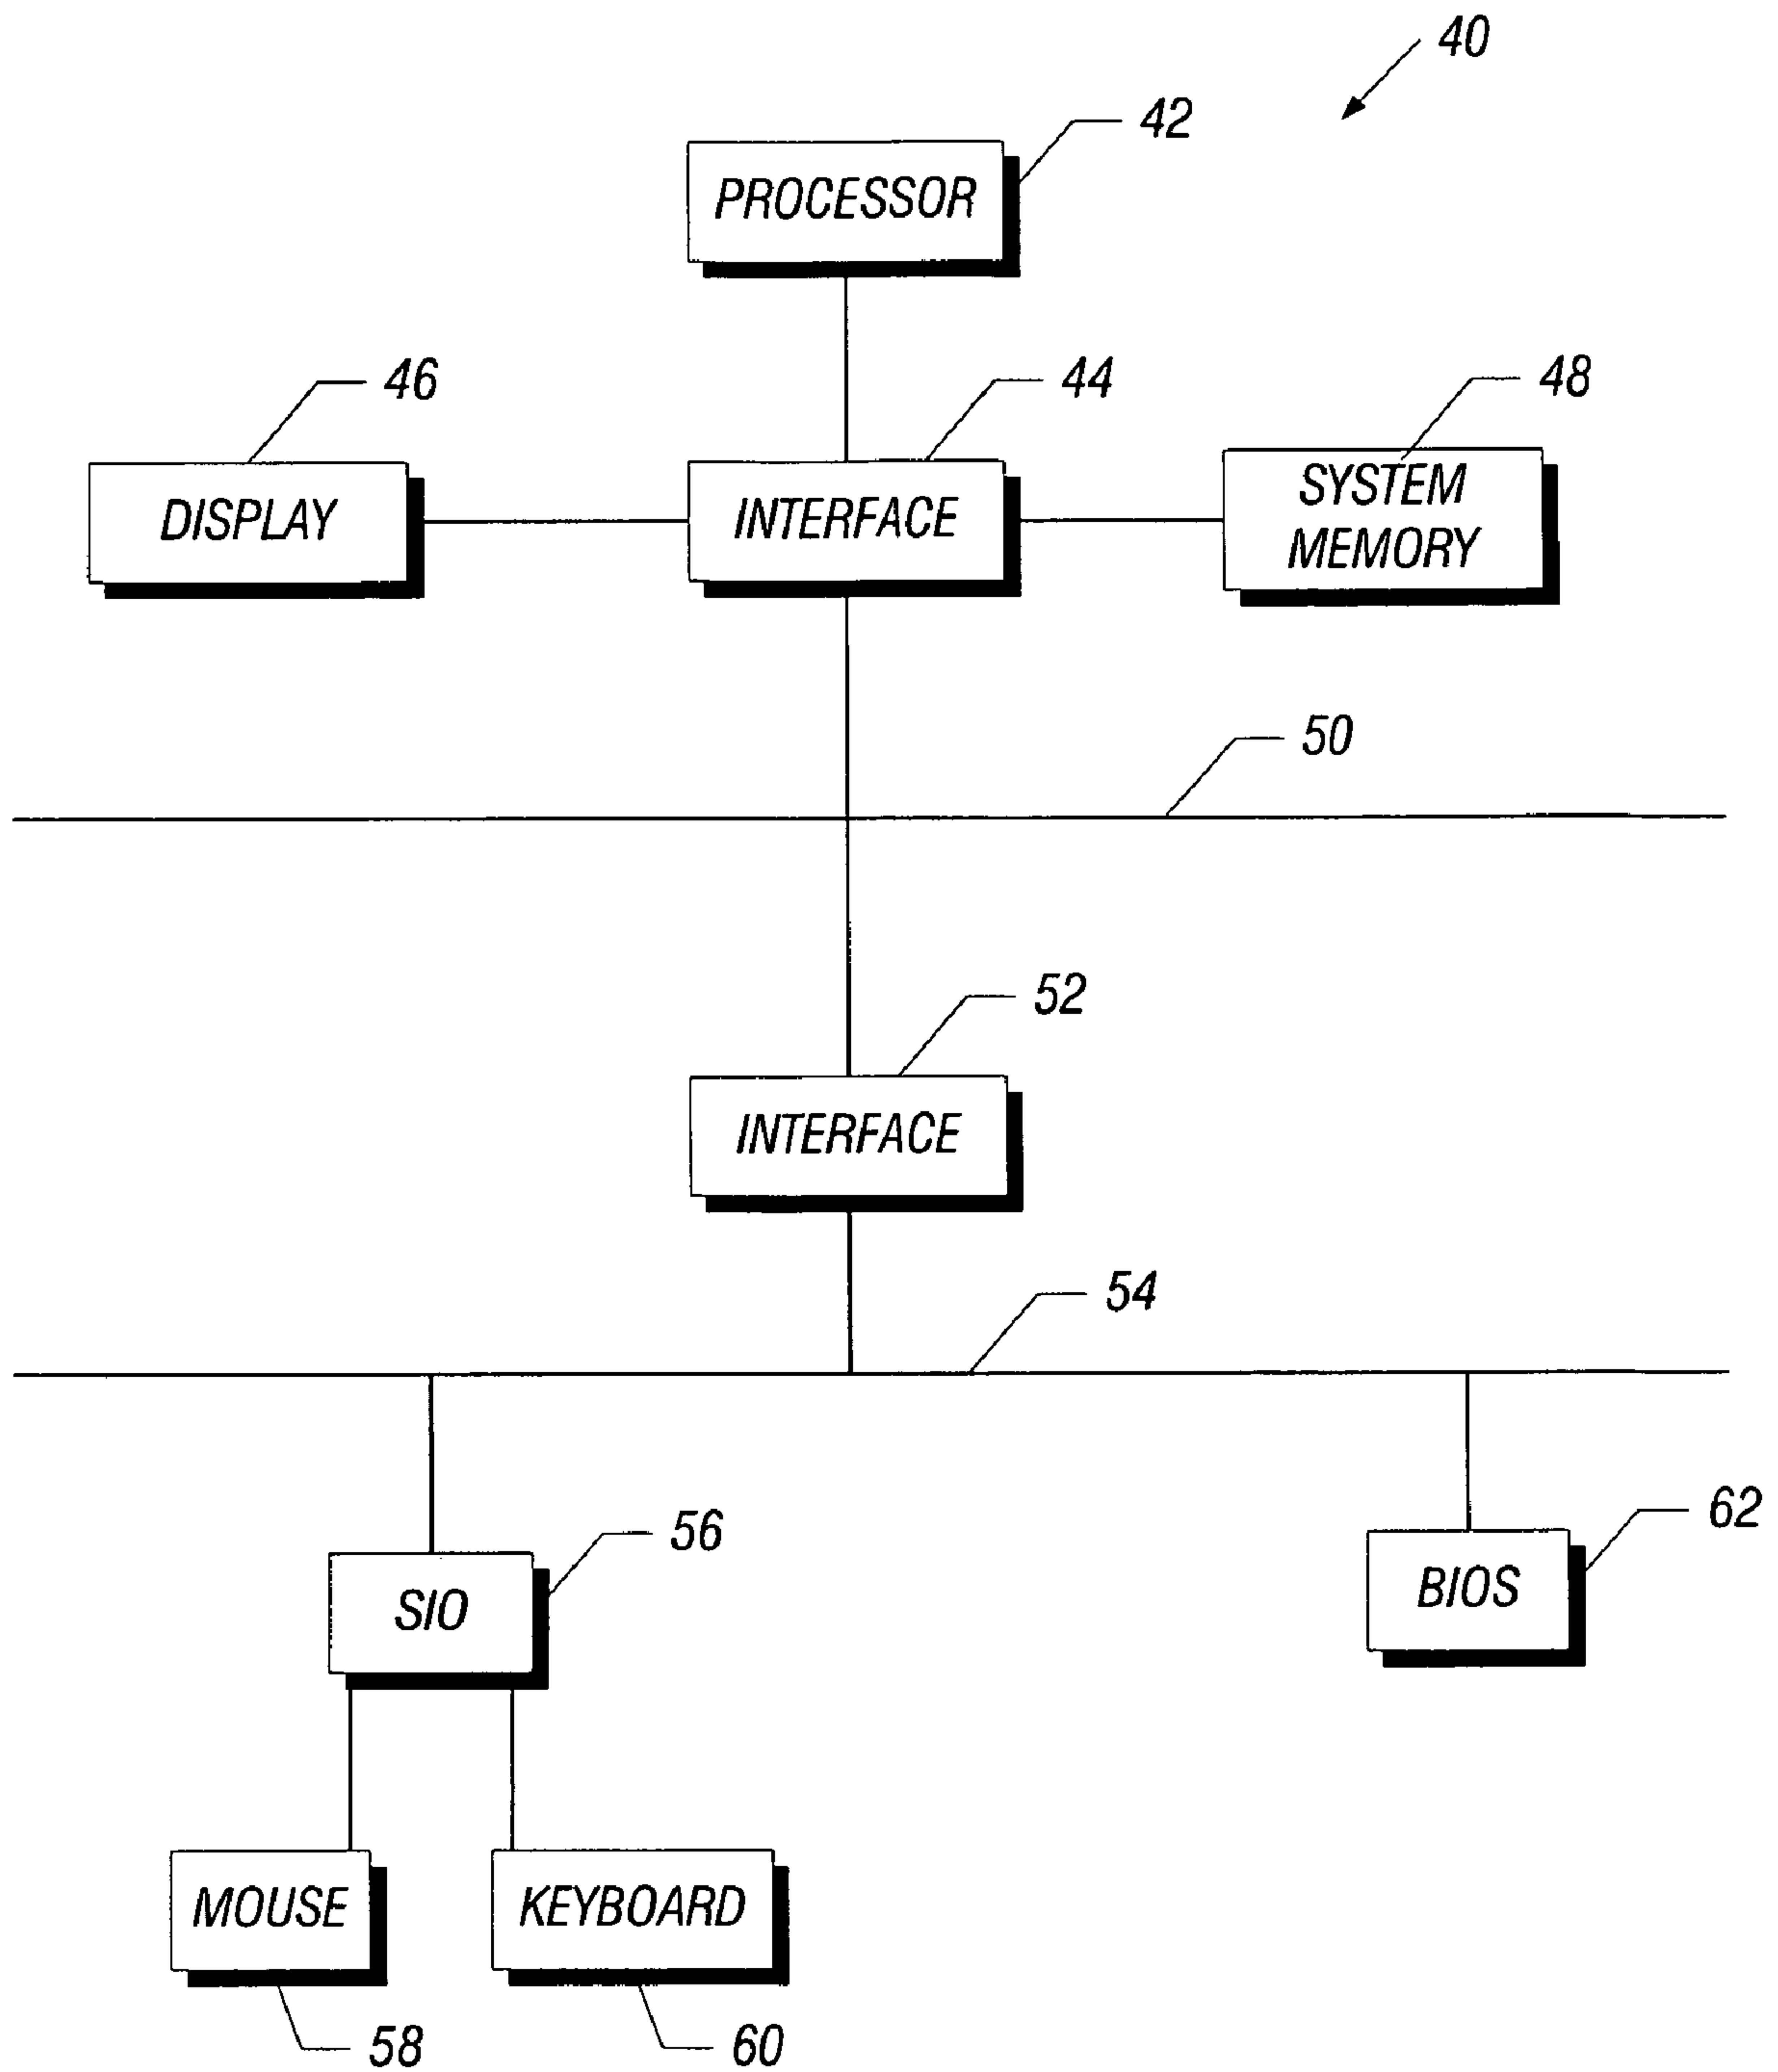 40
42
PROCESSOR
46
44
48
DISPLAY
INTERFACE
SYSTEM
MEMORY
50
52
INTERFACE
54
56
62
SIO
BIOS
MOUSE
KEYBOARD
58
60